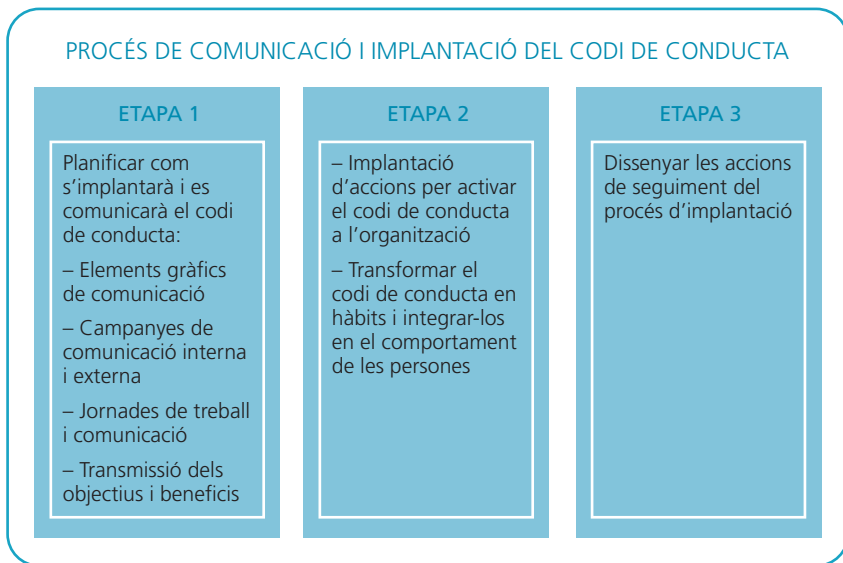 PROCÉS DE COMUNICACIÓ I IMPLANTACIÓ DEL CODI DE CONDUCTA
ETAPA 1
Planificar com
s’implantarà i es
comunicarà el codi
de conducta:
– Elements gràfics
de comunicació
– Campanyes de
comunicació interna
i externa
– Jornades de treball
i comunicació
– Transmissió dels
objectius i beneficis
ETAPA 2
– Implantació
d’accions per activar
el codi de conducta
a l’organització
– Transformar el
codi de conducta en
hàbits i integrar-los
en el comportament
de les persones
ETAPA 3
Dissenyar les accions
de seguiment del
procés d’implantació